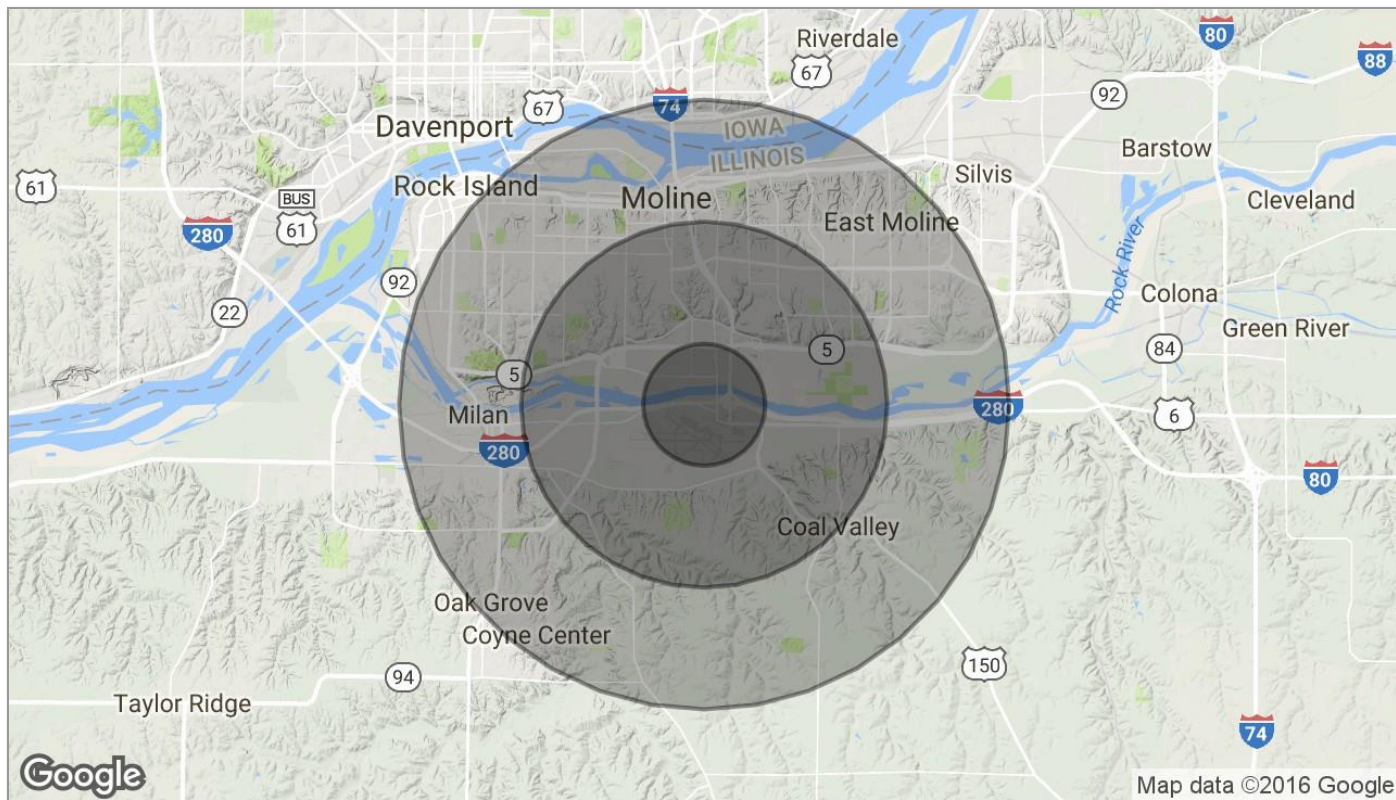 Riverdale
80
88
67
92
67
74
IOWA
ILLINOIS
Davenport
Barstow
61
BUS
61
Rock Island
Moline
Silvis
Cleveland
East Moline
280
92
Rock River
Colona
22
Green River
5
84
5
Milan
280
6
280
80
Coal Valley
Oak Grove
Coyne Center
94
150
Taylor Ridge
74
Google
Map data ©2016 Google